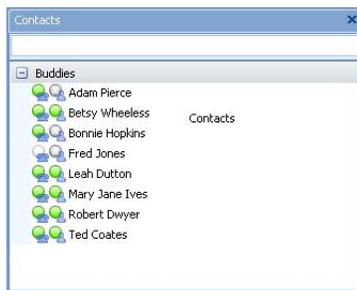 Contacts
Buddies
Adam Pierce
Betsy Wheeless
Contacts
Bonnie Hopkins
Fred Jones
Leah Dutton
Mary Jane Ives
Robert Dwyer
Ted Coates